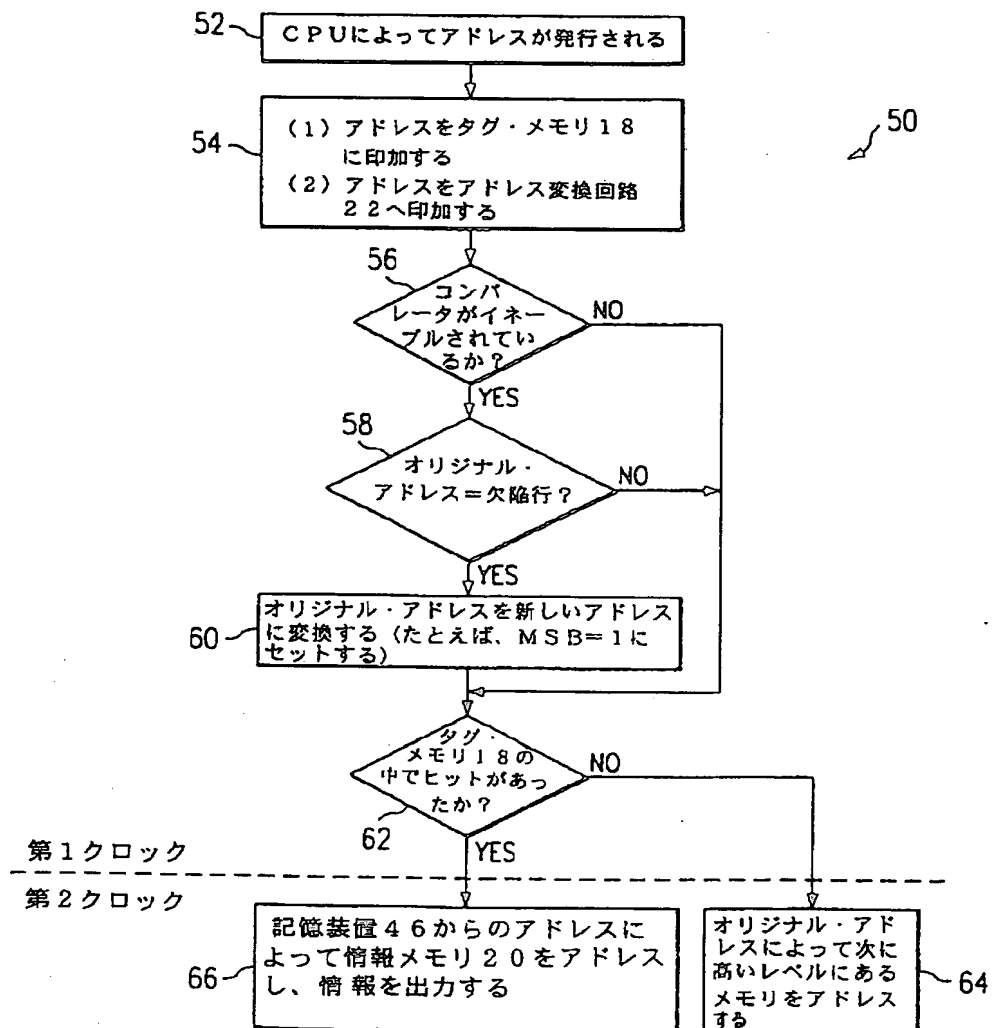 52
CPUによってアドレスが発行される
50
54
(1) アドレスをタグ・メモリ18
に印加する
(2) アドレスをアドレス変換回路
22へ印加する
56
コンパ
レータがイネー
ブルされてい
るか?
NO
YES
58
オリジナル・
アドレス=欠陥行?
NO
YES
60
オリジナル・アドレスを新しいアドレス
に変換する(たとえば、MSB=1に
セットする)
タグ・
メモリ18の
中でヒットがあっ
たか?
NO
62
YES
第1クロック
第2クロック
66
記憶装置46からのアドレスに
よって情報メモリ20をアドレス
し、情報を出力する
オリジナル・アド
レスによって次に
高いレベルにある
メモリをアドレス
する
64